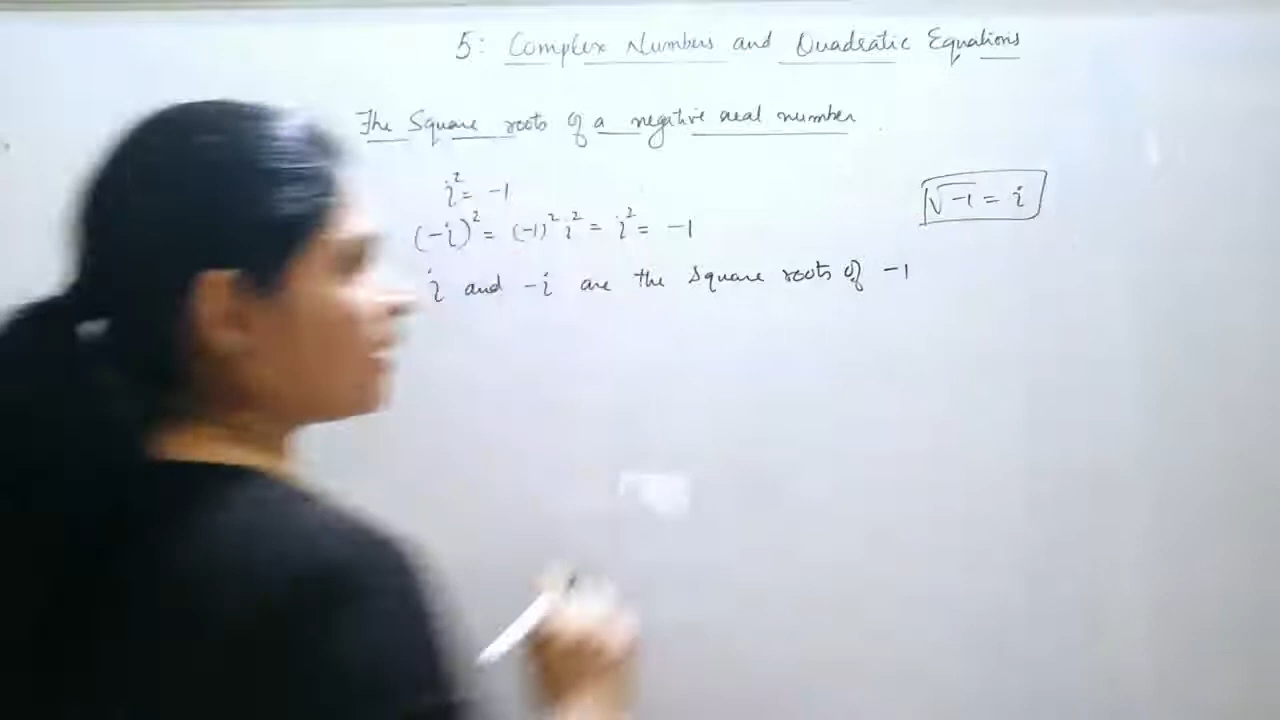 5: Complex Numbers and Quadratic Equations
The Square roots of a negative real number
i² = -1
√-1 = i
(-i)² = (-1)² i² = i² = -1
i and -i are the square roots of -1